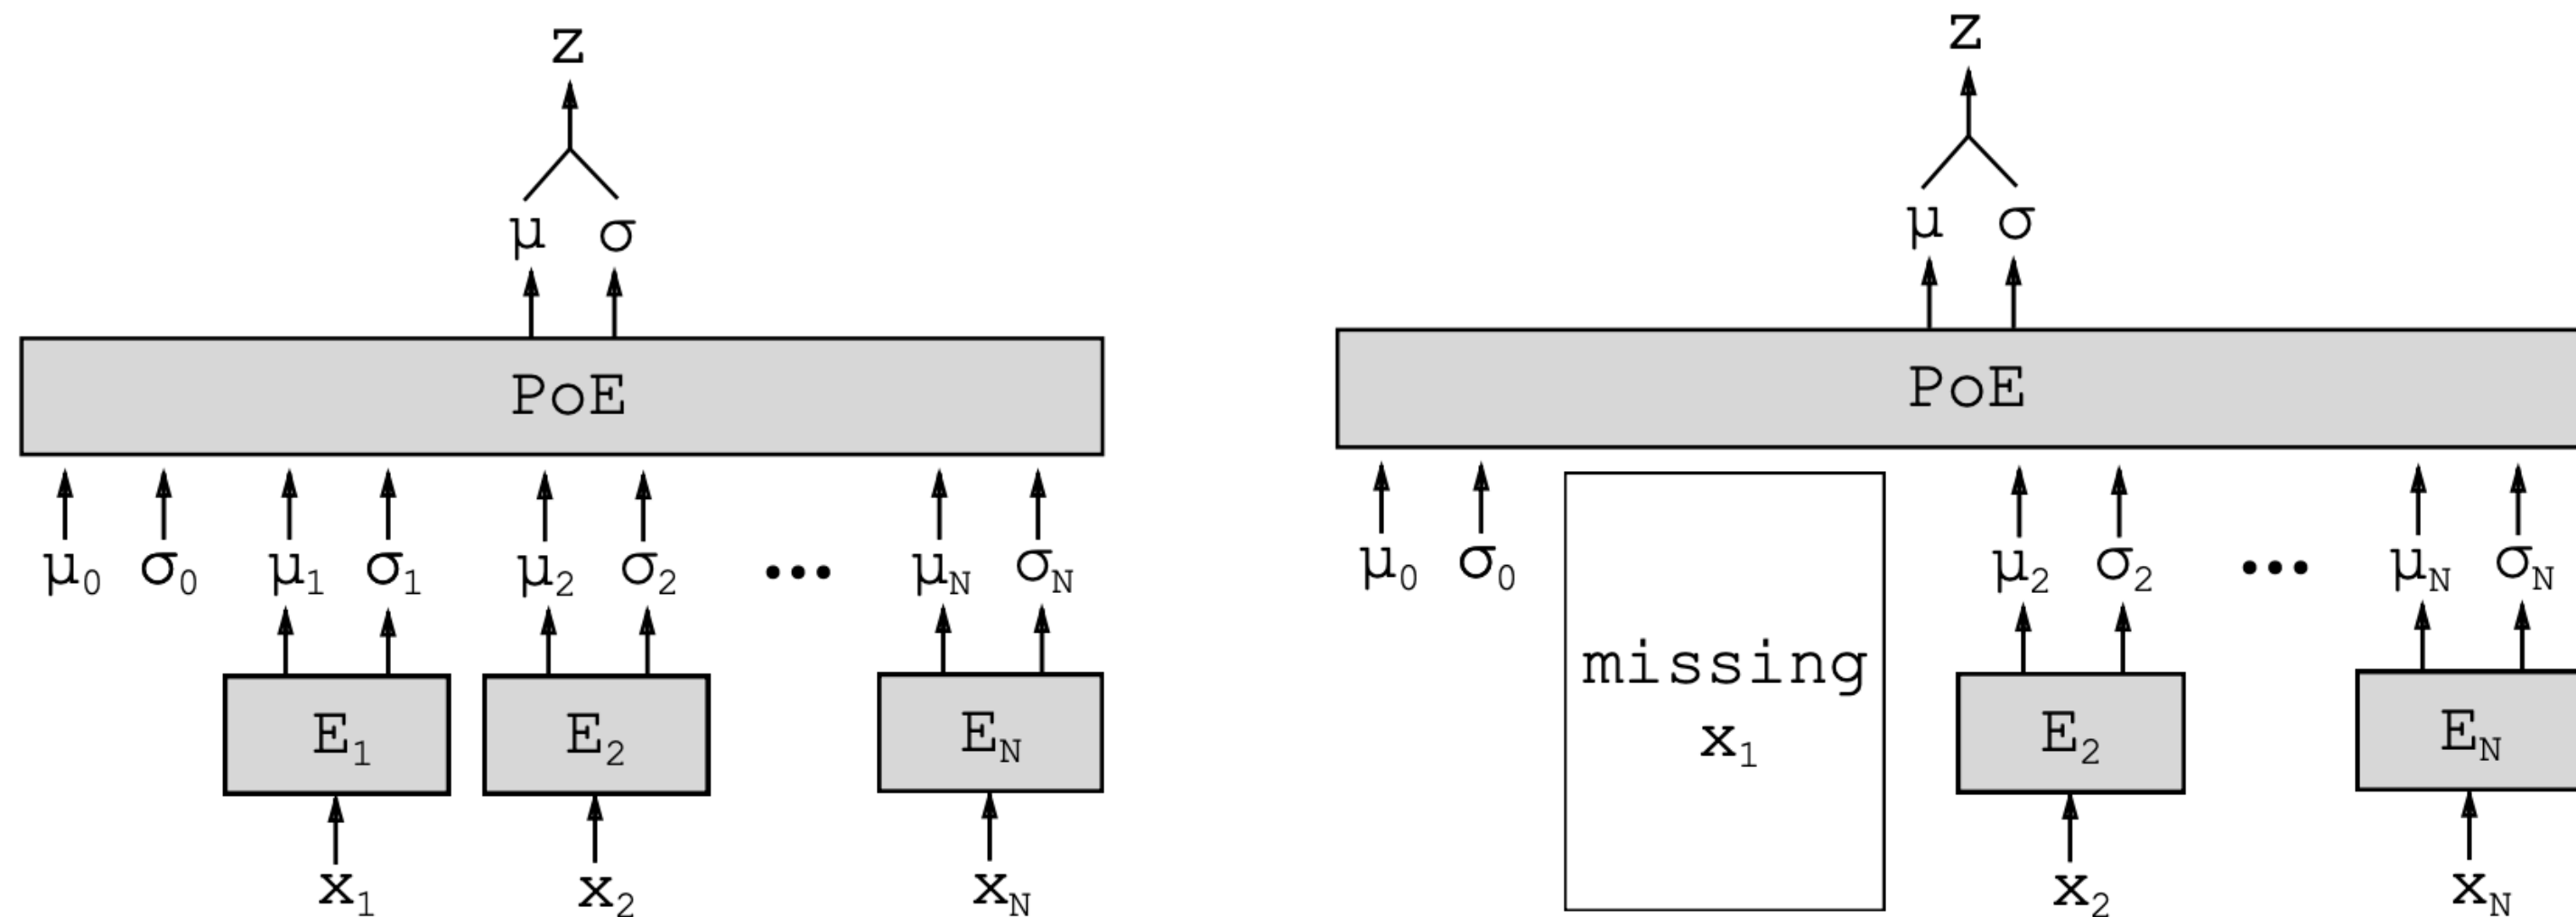 z
μ σ
PoE
μ₀ σ₀ μ₁ σ₁ μ₂ σ₂ ••• μN σN
E₁ E₂ EN
x₁ x₂ xN
z
μ σ
PoE
μ₀ σ₀ μ₂ σ₂ ••• μN σN
missing
x₁
E₂ EN
x₂ xN